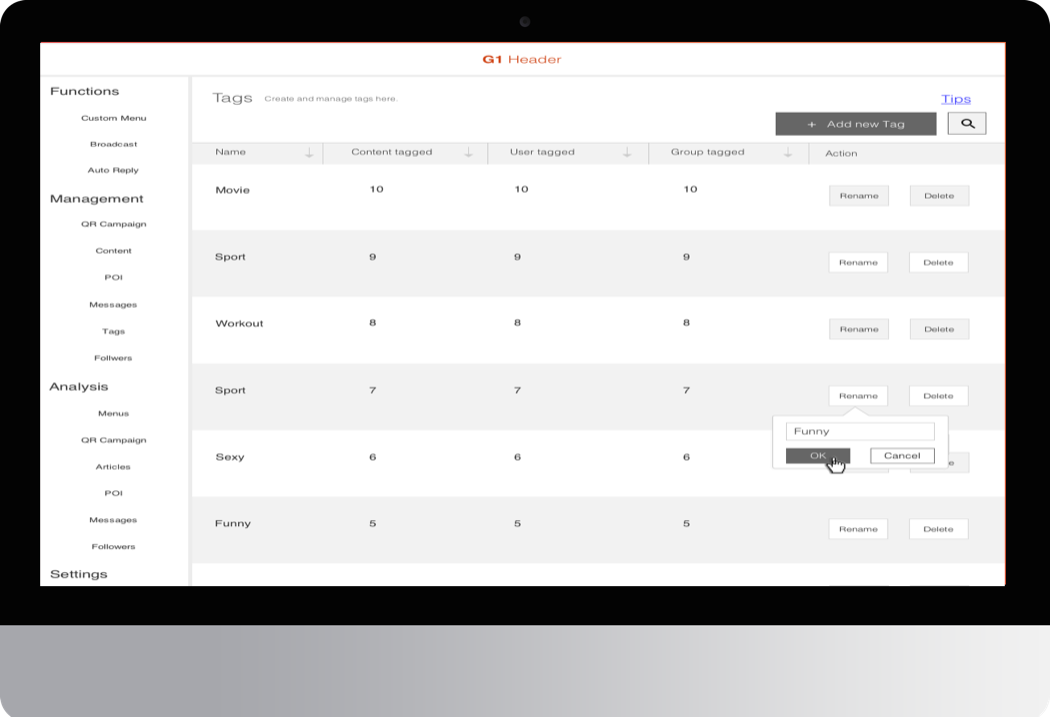 G1 Header
Functions
Custom Menu
Broadcast
Auto Reply
Management
QR Campaign
Content
POI
Messages
Tags
Follwers
Analysis
Menus
QR Campaign
Articles
POI
Messages
Followers
Settings
Tags Create and manage tags here.
Tips
+ Add new Tag
Name Content tagged User tagged Group tagged Action
Movie 10 10 10 Rename Delete
Sport 9 9 9 Rename Delete
Workout 8 8 8 Rename Delete
Sport 7 7 7 Rename Delete
Funny
OK Cancel
Sexy 6 6 6
Funny 5 5 5 Rename Delete